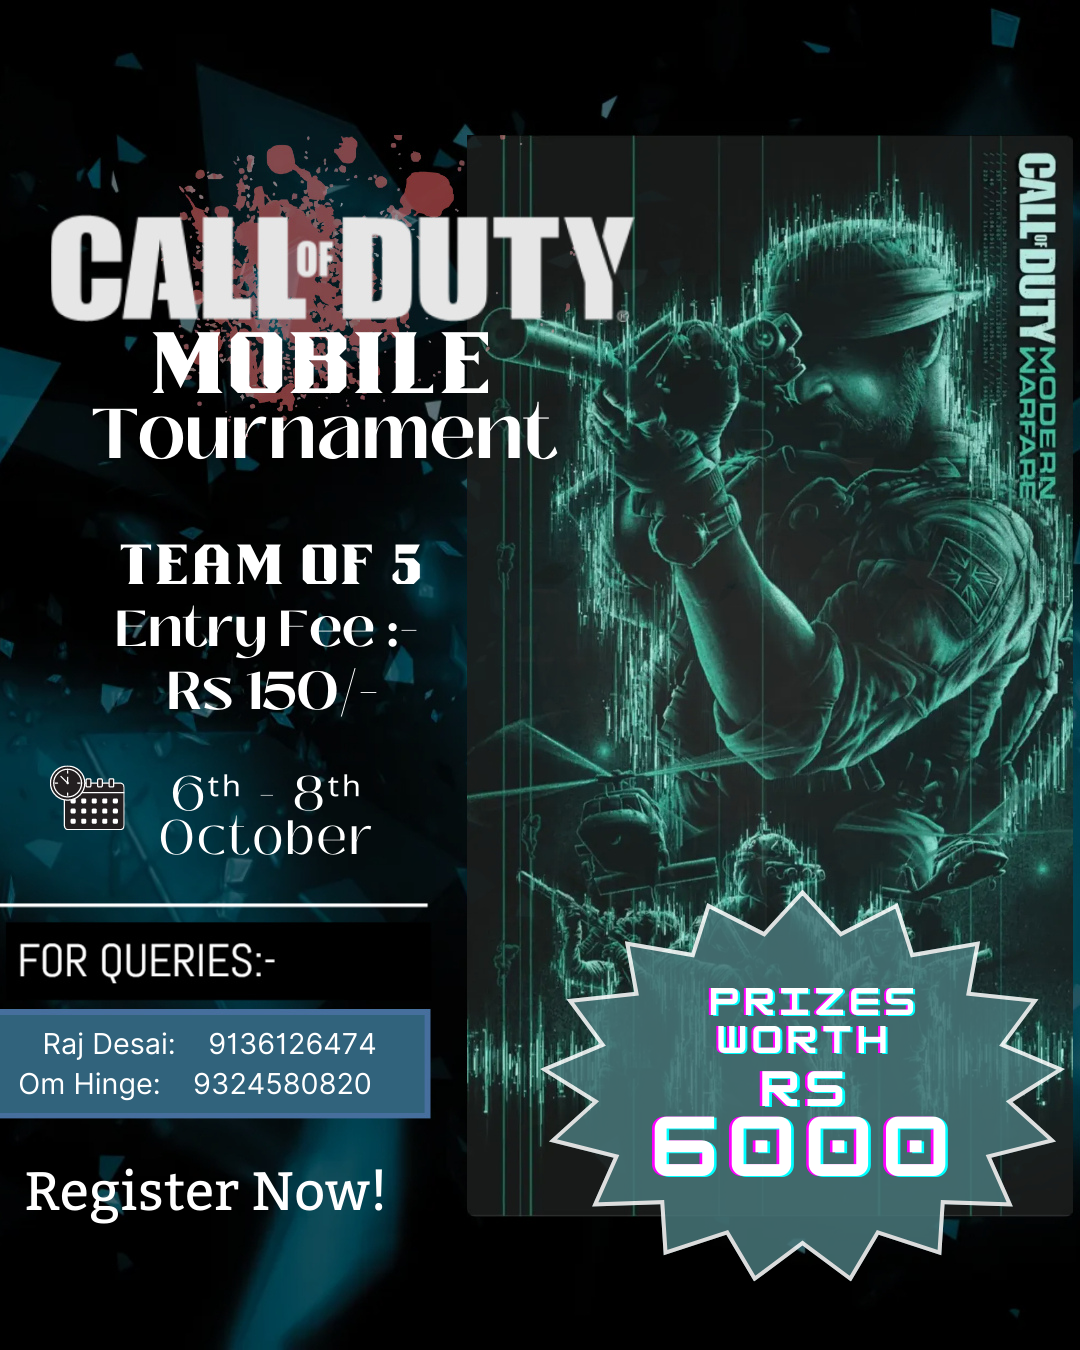 CALL OF DUTY®
MOBILE
Tournament
CALL OF DUTY
MODERN
WARFARE
TEAM OF 5
Entry Fee :-
Rs 150/-
6th - 8th
October
FOR QUERIES:-
Raj Desai: 9136126474
Om Hinge: 9324580820
Register Now!
PRIZES
WORTH
RS
6000